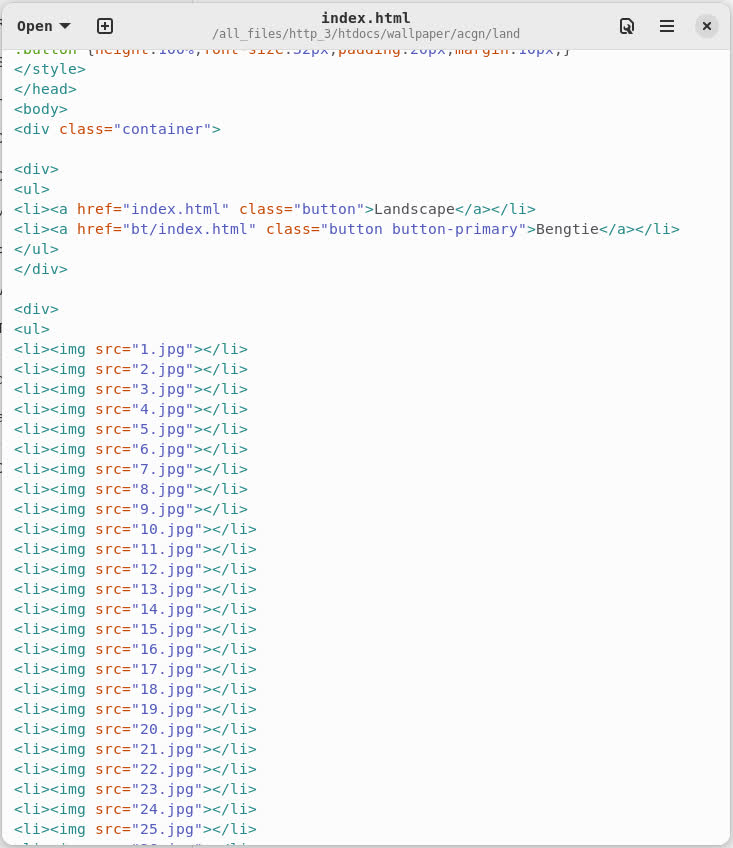 Open
index.html
/all_files/http_3/htdocs/wallpaper/acgn/land
.button {height:100%;font-size:32px;padding:20px;margin:10px;}
</style>
</head>
<body>
<div class="container">
<div>
<ul>
<li><a href="index.html" class="button">Landscape</a></li>
<li><a href="bt/index.html" class="button button-primary">Bengtie</a></li>
</ul>
</div>
<div>
<ul>
<li><img src="1.jpg"></li>
<li><img src="2.jpg"></li>
<li><img src="3.jpg"></li>
<li><img src="4.jpg"></li>
<li><img src="5.jpg"></li>
<li><img src="6.jpg"></li>
<li><img src="7.jpg"></li>
<li><img src="8.jpg"></li>
<li><img src="9.jpg"></li>
<li><img src="10.jpg"></li>
<li><img src="11.jpg"></li>
<li><img src="12.jpg"></li>
<li><img src="13.jpg"></li>
<li><img src="14.jpg"></li>
<li><img src="15.jpg"></li>
<li><img src="16.jpg"></li>
<li><img src="17.jpg"></li>
<li><img src="18.jpg"></li>
<li><img src="19.jpg"></li>
<li><img src="20.jpg"></li>
<li><img src="21.jpg"></li>
<li><img src="22.jpg"></li>
<li><img src="23.jpg"></li>
<li><img src="24.jpg"></li>
<li><img src="25.jpg"></li>